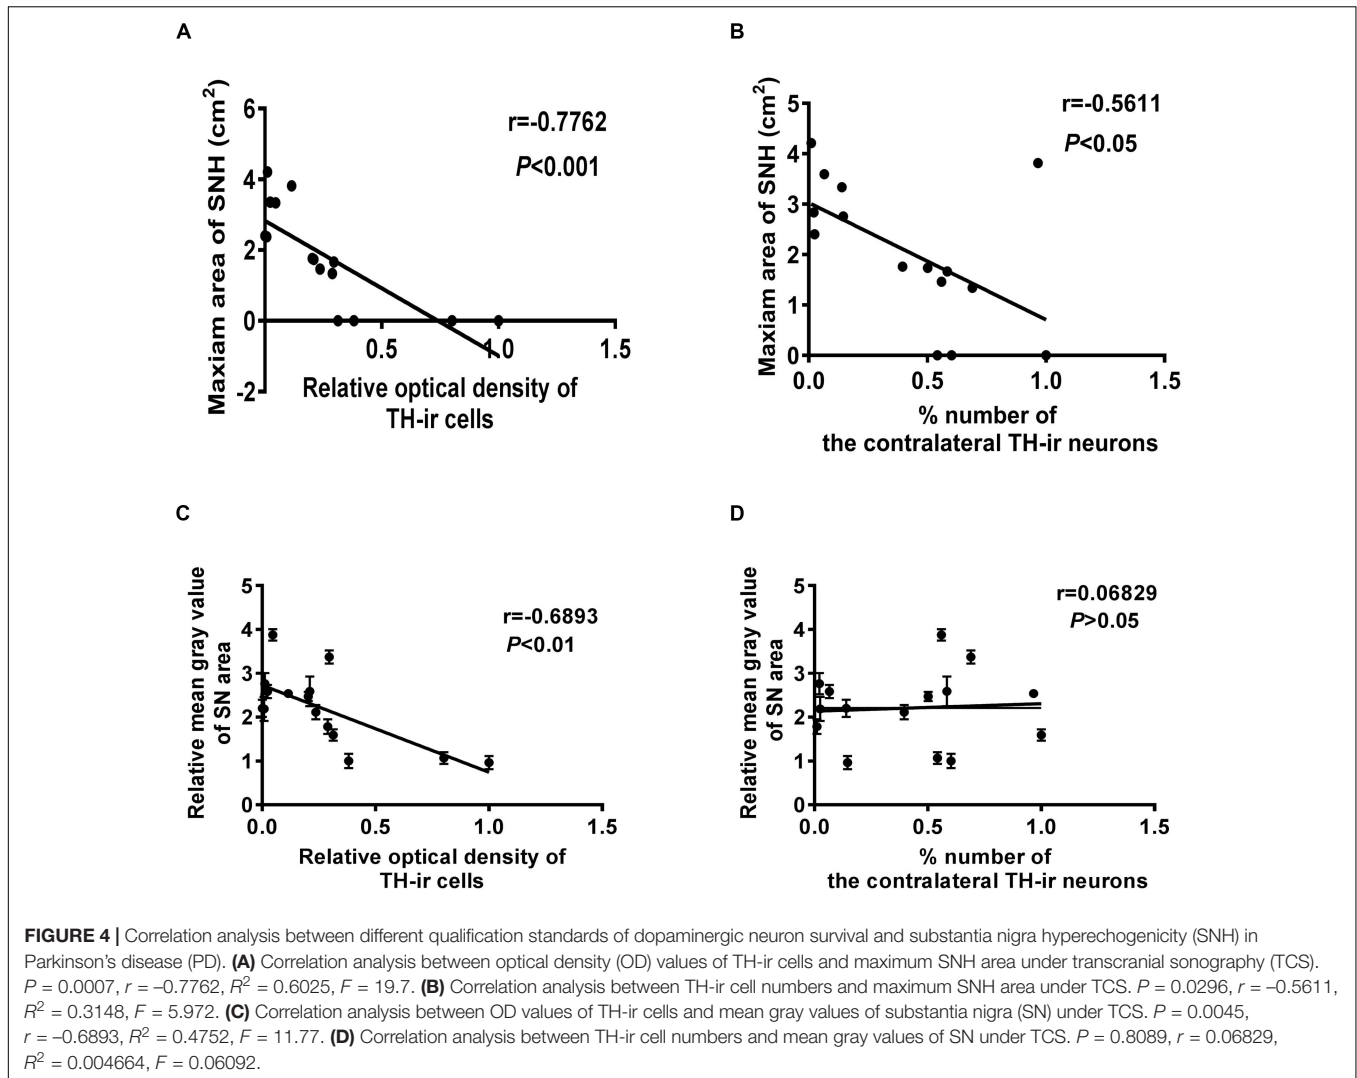 A
6
4
2
0
-2
0.5
1.0
1.5
Maxiam area of SNH (cm²)
r=-0.7762
P<0.001
Relative optical density of
TH-ir cells
B
5
4
3
2
1
0
0.0
0.5
1.0
1.5
Maxiam area of SNH (cm²)
r=-0.5611
P<0.05
% number of
the contralateral TH-ir neurons
C
5
4
3
2
1
0
0.0
0.5
1.0
1.5
Relative mean gray value
of SN area
r=-0.6893
P<0.01
Relative optical density of
TH-ir cells
D
5
4
3
2
1
0
0.0
0.5
1.0
1.5
Relative mean gray value
of SN area
r=0.06829
P>0.05
% number of
the contralateral TH-ir neurons
FIGURE 4 | Correlation analysis between different qualification standards of dopaminergic neuron survival and substantia nigra hyperechogenicity (SNH) in
Parkinson's disease (PD). (A) Correlation analysis between optical density (OD) values of TH-ir cells and maximum SNH area under transcranial sonography (TCS).
P = 0.0007, r = –0.7762, R² = 0.6025, F = 19.7. (B) Correlation analysis between TH-ir cell numbers and maximum SNH area under TCS. P = 0.0296, r = –0.5611,
R² = 0.3148, F = 5.972. (C) Correlation analysis between OD values of TH-ir cells and mean gray values of substantia nigra (SN) under TCS. P = 0.0045,
r = –0.6893, R² = 0.4752, F = 11.77. (D) Correlation analysis between TH-ir cell numbers and mean gray values of SN under TCS. P = 0.8089, r = 0.06829,
R² = 0.004664, F = 0.06092.